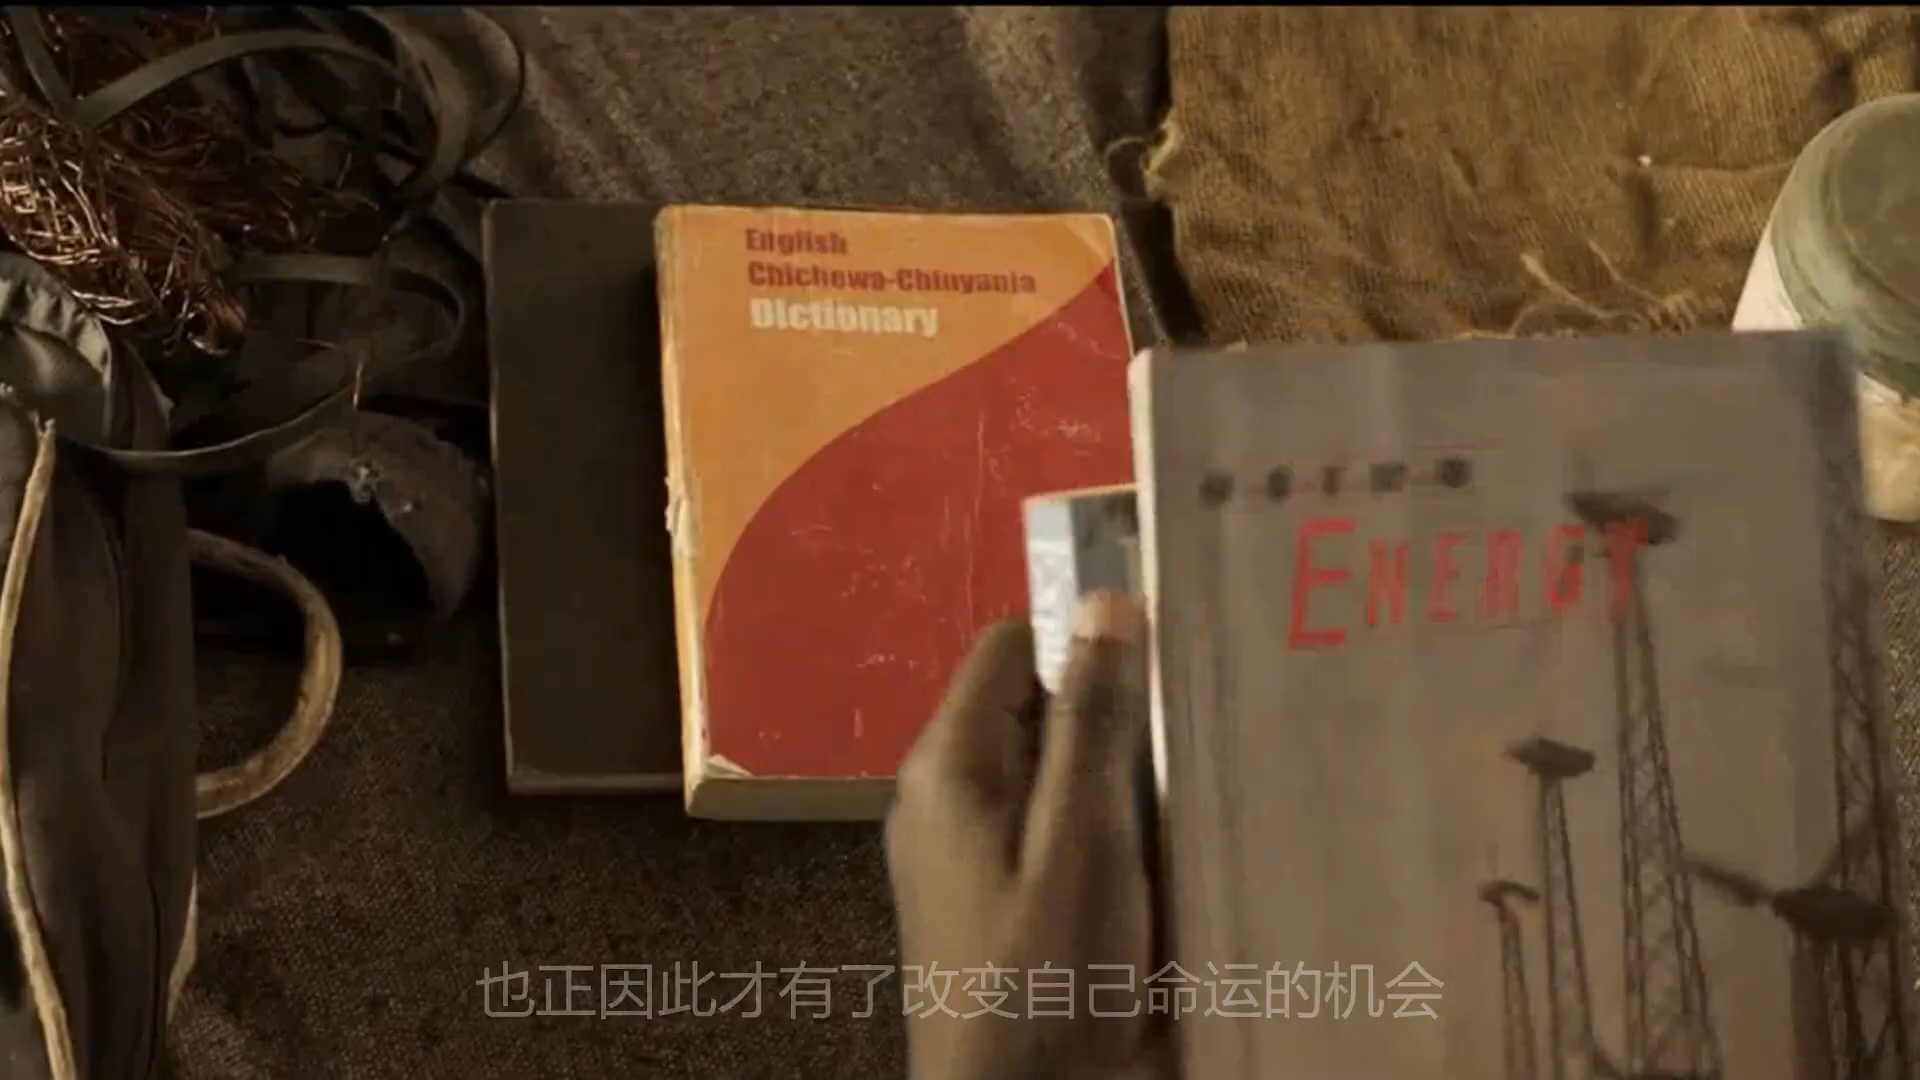 English
Chichewa-Chinyanja
Dictionary
ENERGY
也正因此才有了改变自己命运的机会